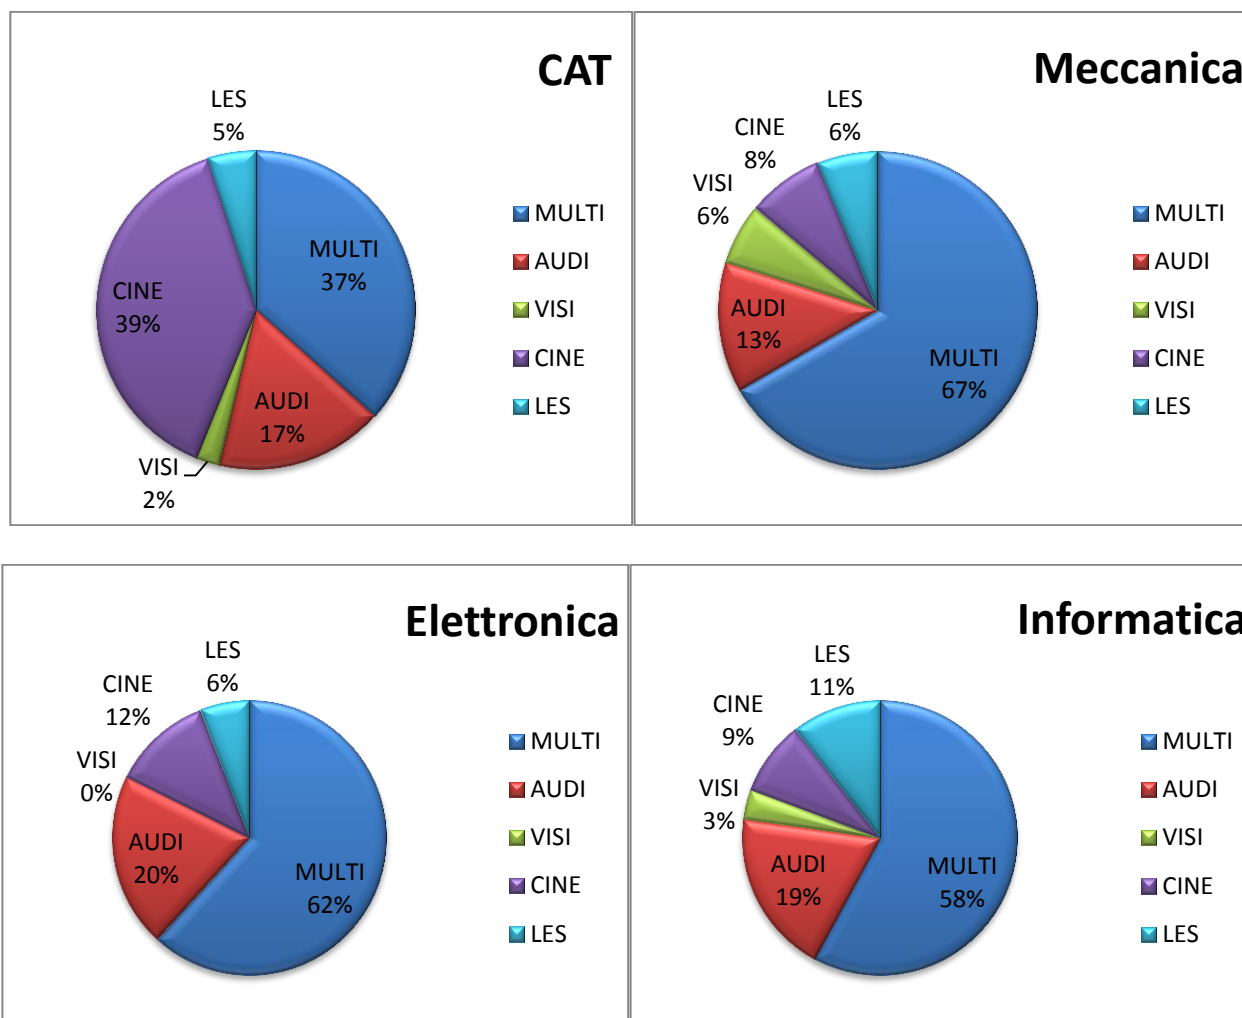 CAT
LES
5%
MULTI
37%
CINE
39%
AUDI
17%
VISI
2%
MULTI
AUDI
VISI
CINE
LES
Meccanica
LES
6%
CINE
8%
VISI
6%
AUDI
13%
MULTI
67%
MULTI
AUDI
VISI
CINE
LES
Elettronica
LES
6%
CINE
12%
VISI
0%
AUDI
20%
MULTI
62%
MULTI
AUDI
VISI
CINE
LES
Informatica
LES
11%
CINE
9%
VISI
3%
AUDI
19%
MULTI
58%
MULTI
AUDI
VISI
CINE
LES